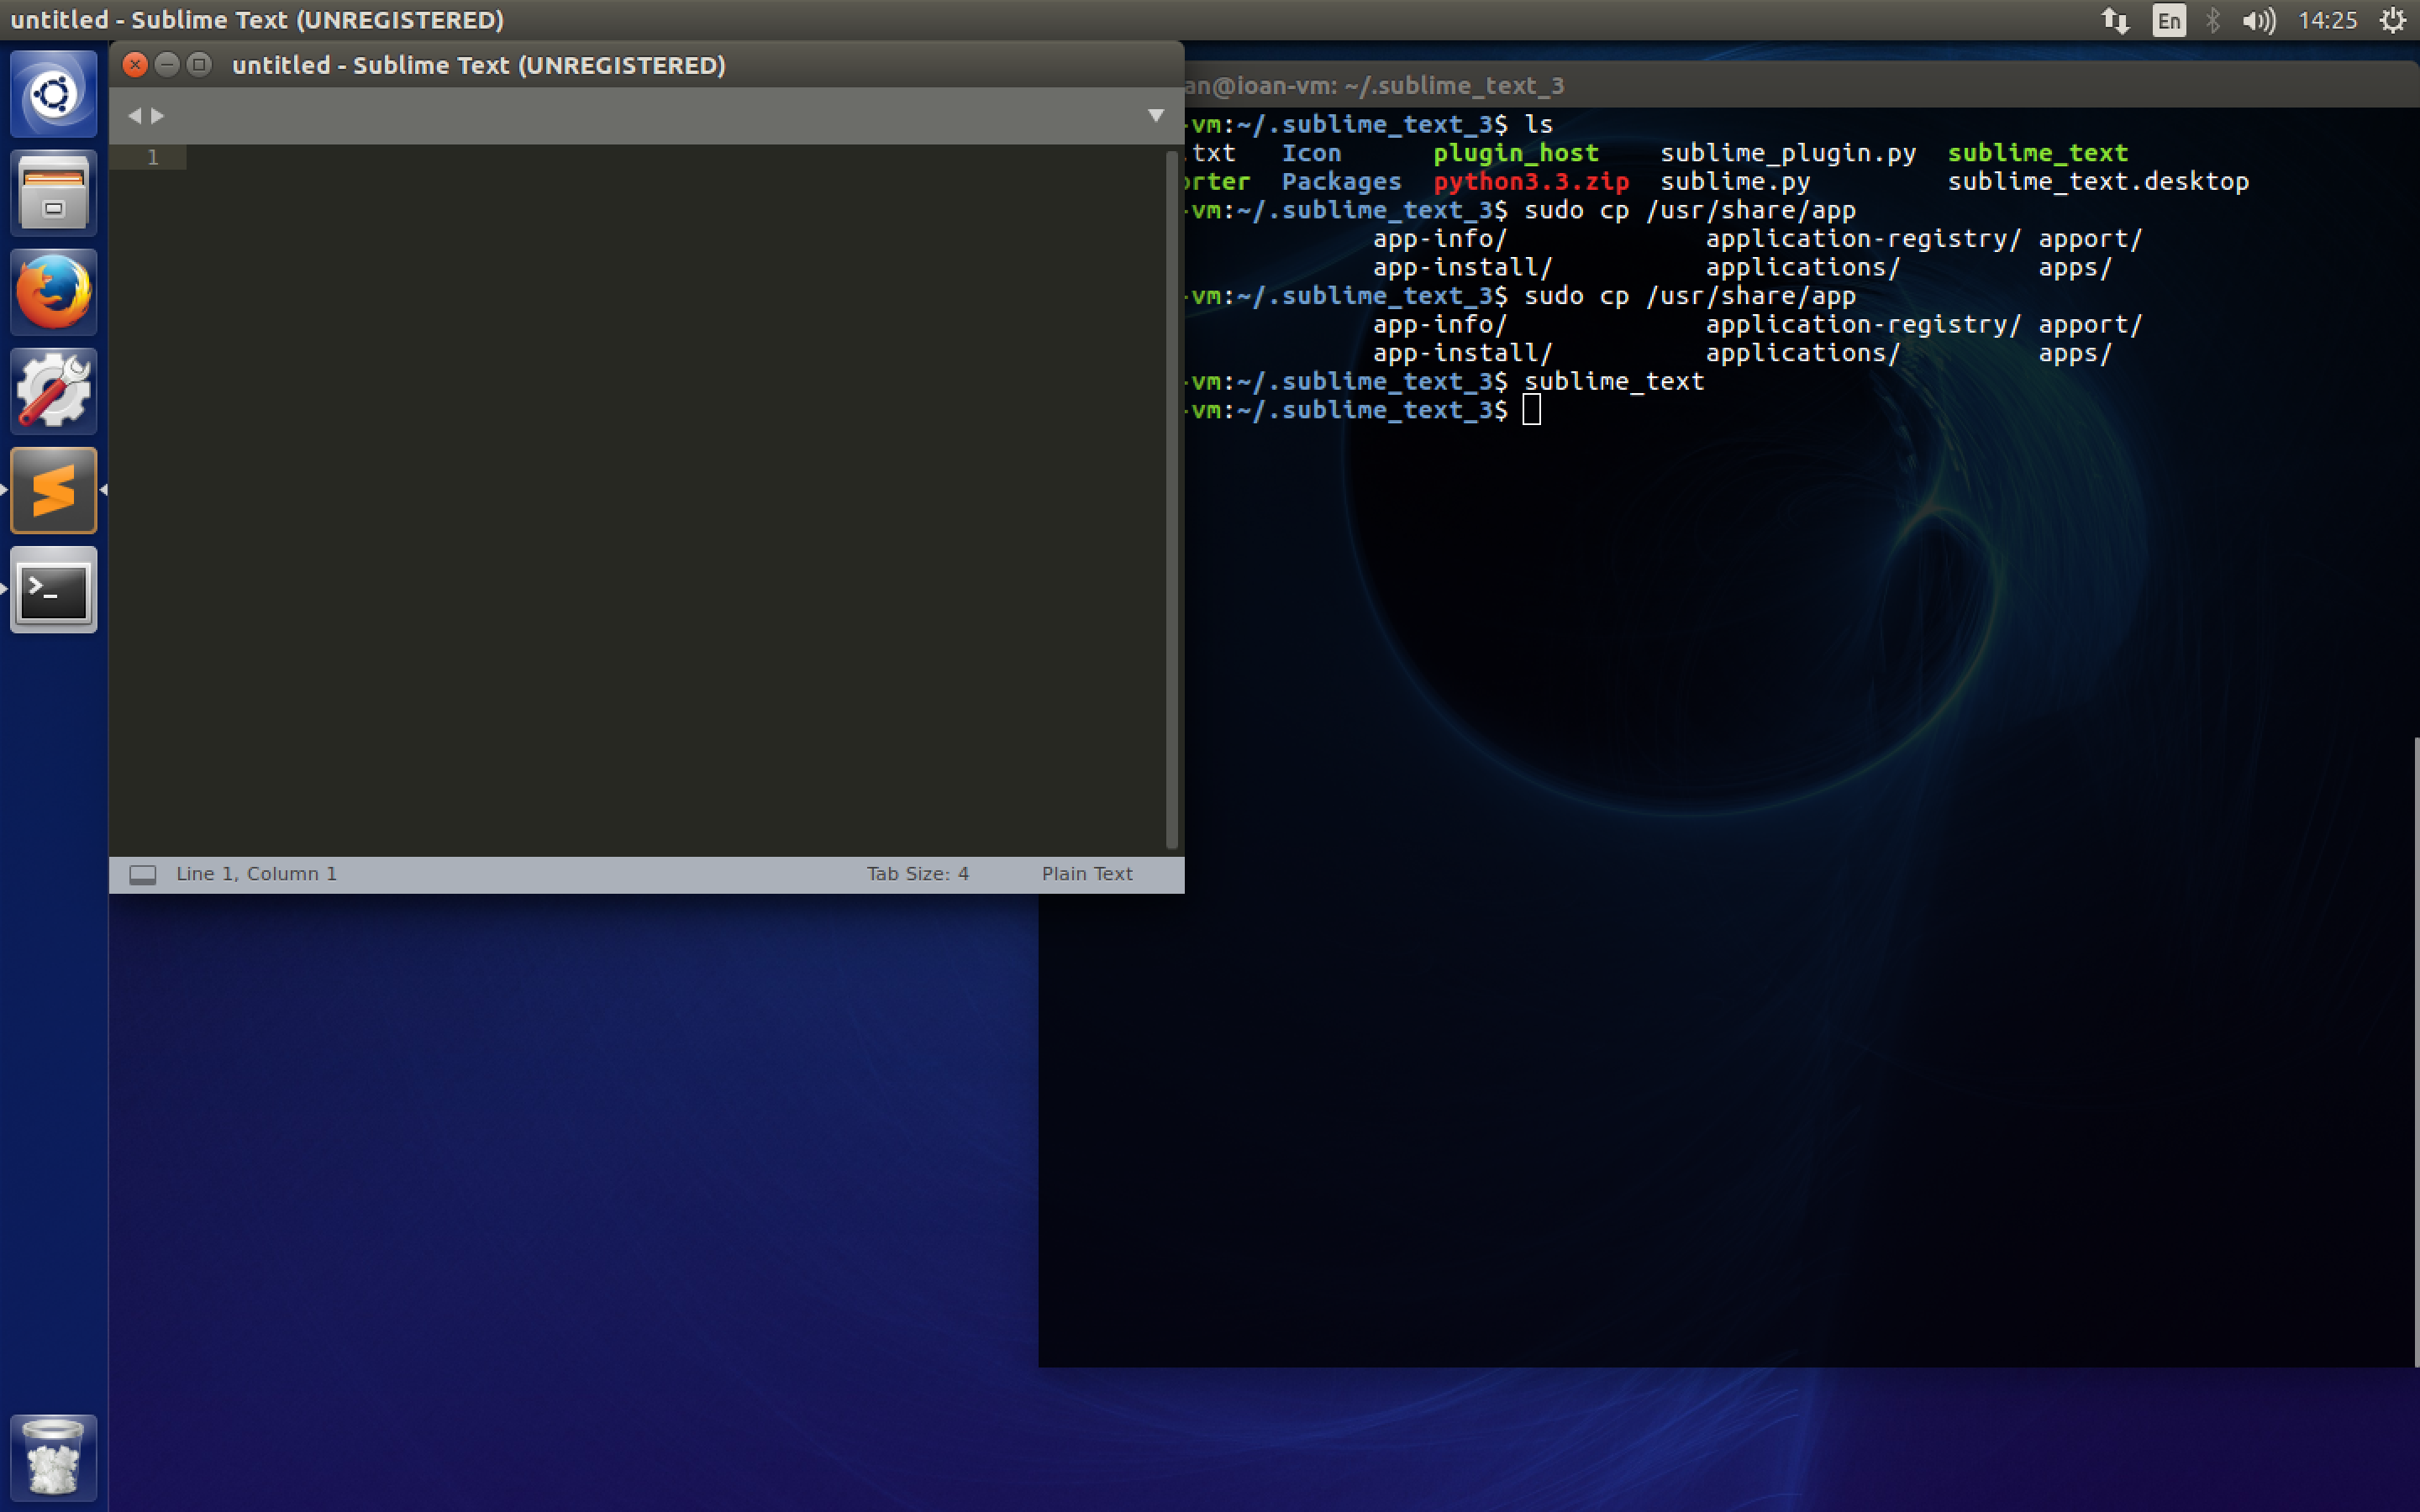 untitled - Sublime Text (UNREGISTERED)
En
14:25
untitled - Sublime Text (UNREGISTERED)
1
Line 1, Column 1
Tab Size: 4
Plain Text
an@ioan-vm: ~/.sublime_text_3
-vm:~/.sublime_text_3$ ls
.txt Icon plugin_host sublime_plugin.py sublime_text
orter Packages python3.3.zip sublime.py sublime_text.desktop
-vm:~/.sublime_text_3$ sudo cp /usr/share/app
app-info/ application-registry/ apport/
app-install/ applications/ apps/
-vm:~/.sublime_text_3$ sudo cp /usr/share/app
app-info/ application-registry/ apport/
app-install/ applications/ apps/
-vm:~/.sublime_text_3$ sublime_text
-vm:~/.sublime_text_3$